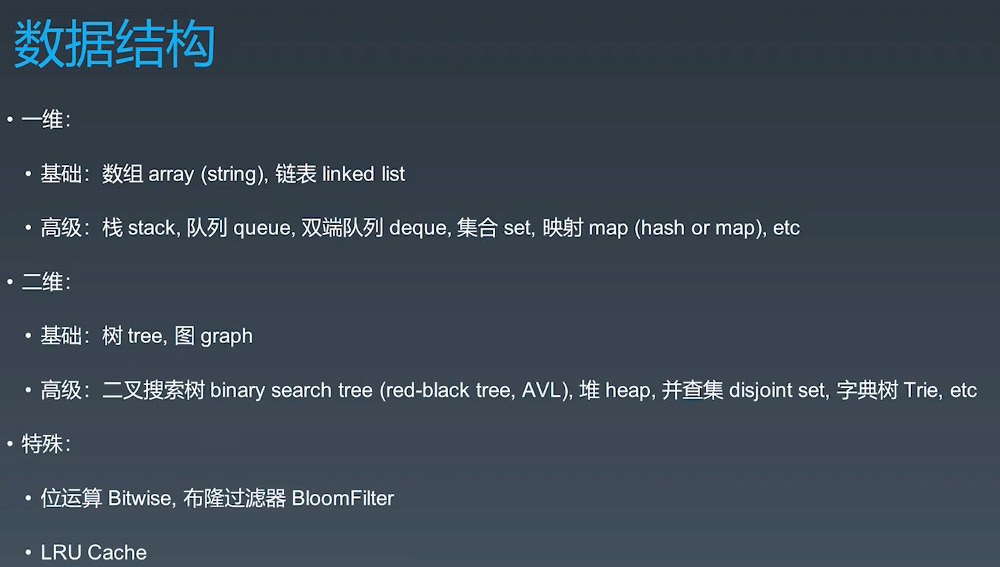 数据结构
• 一维：
• 基础：数组 array (string), 链表 linked list
• 高级：栈 stack, 队列 queue, 双端队列 deque, 集合 set, 映射 map (hash or map), etc
• 二维：
• 基础：树 tree, 图 graph
• 高级：二叉搜索树 binary search tree (red-black tree, AVL), 堆 heap, 并查集 disjoint set, 字典树 Trie, etc
• 特殊：
• 位运算 Bitwise, 布隆过滤器 BloomFilter
• LRU Cache